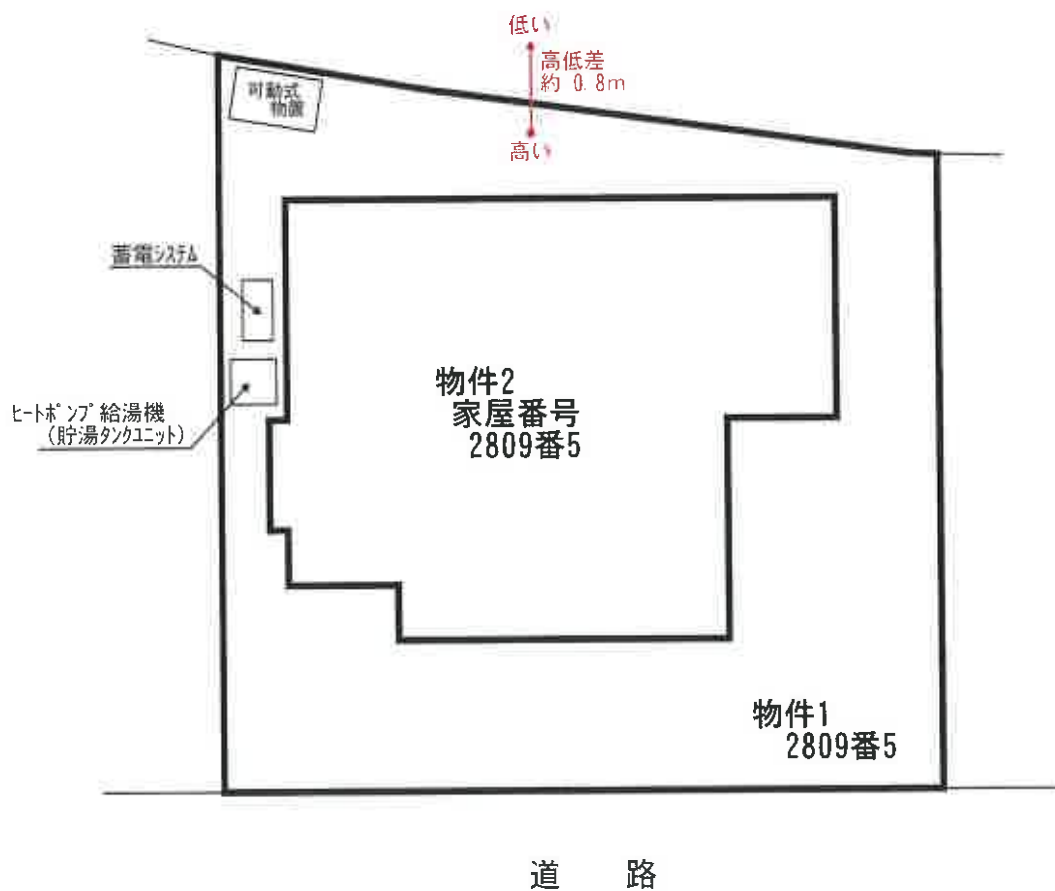 低い
高低差
約 0.8m
高い
可動式
物置
蓄電システム
ヒートポンプ給湯機
(貯湯タンクユニット)
物件2
家屋番号
2809番5
物件1
2809番5
道 路